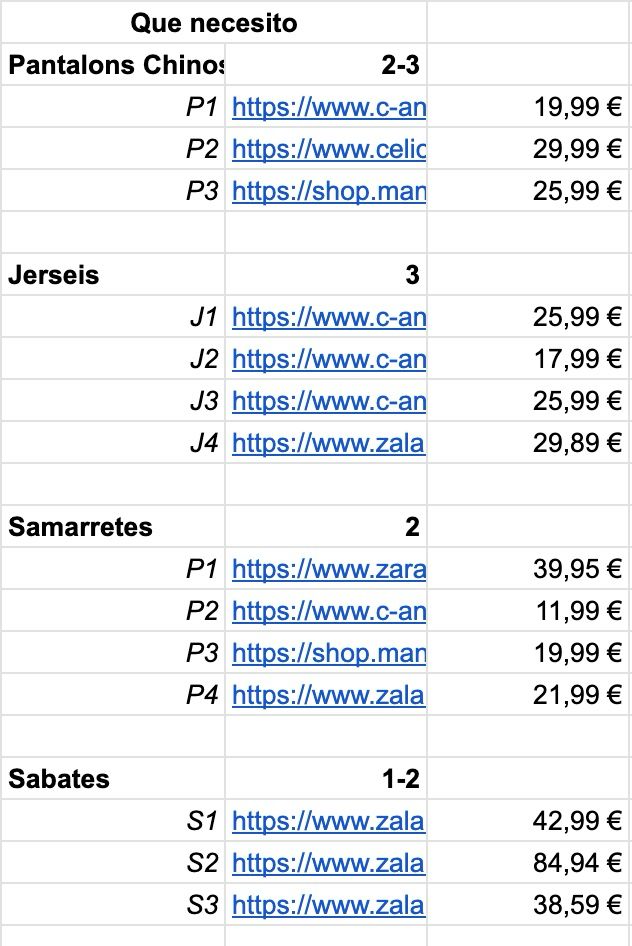 Que necesito
Pantalons Chinos 2-3
P1 https://www.c-an 19,99 €
P2 https://www.celic 29,99 €
P3 https://shop.man 25,99 €
Jerseis 3
J1 https://www.c-an 25,99 €
J2 https://www.c-an 17,99 €
J3 https://www.c-an 25,99 €
J4 https://www.zala 29,89 €
Samarretes 2
P1 https://www.zara 39,95 €
P2 https://www.c-an 11,99 €
P3 https://shop.man 19,99 €
P4 https://www.zala 21,99 €
Sabates 1-2
S1 https://www.zala 42,99 €
S2 https://www.zala 84,94 €
S3 https://www.zala 38,59 €